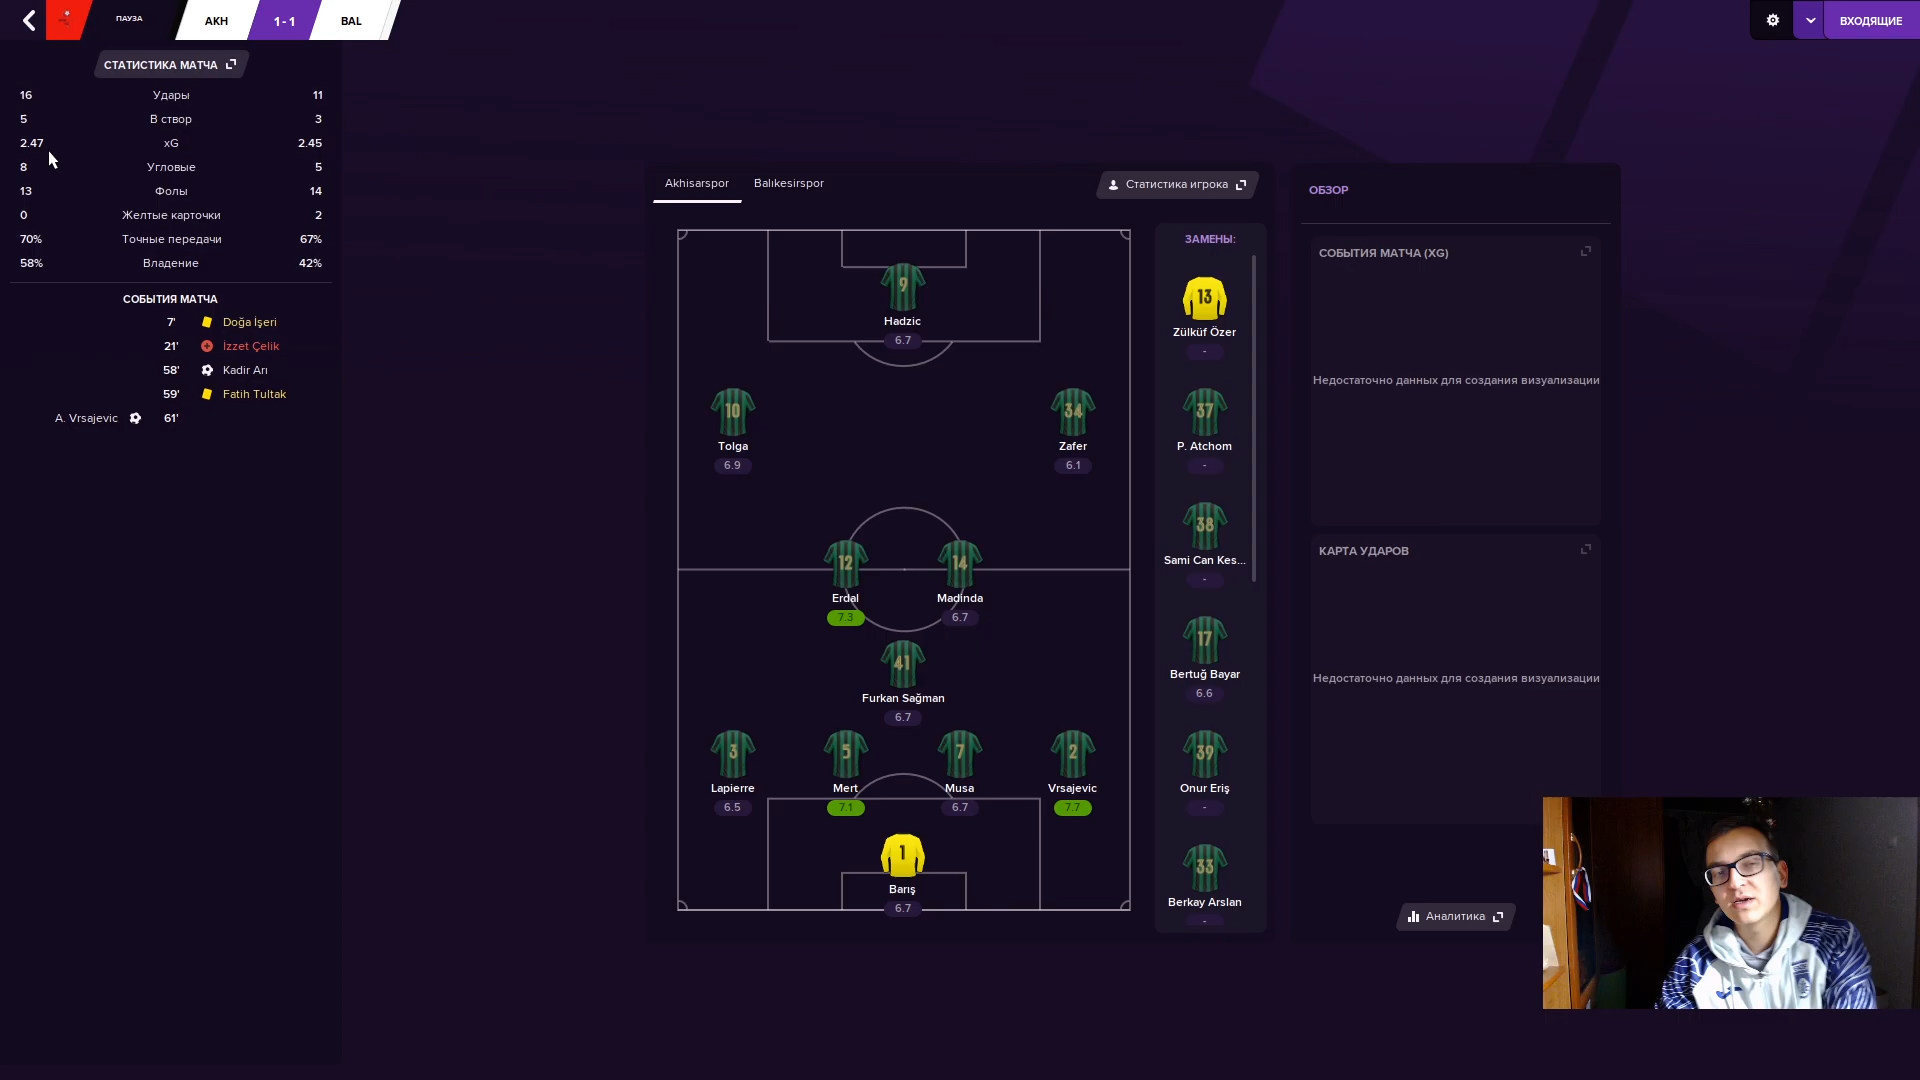 ПАУЗА
AKH
1 - 1
BAL
ВХОДЯЩИЕ
СТАТИСТИКА МАТЧА
16 Удары 11
5 В створ 3
2.47 xG 2.45
8 Угловые 5
13 Фолы 14
0 Желтые карточки 2
70% Точные передачи 67%
58% Владение 42%
СОБЫТИЯ МАТЧА
7' Doğa İşeri
21' İzzet Çelik
58' Kadir Arı
59' Fatih Tultak
A. Vrsajevic 61'
Akhisarspor
Balıkesirspor
Статистика игрока
9
Hadzic
6.7
10
Tolga
6.9
34
Zafer
6.1
12
Erdal
7.3
14
Madinda
6.7
41
Furkan Sağman
6.7
3
Lapierre
6.5
5
Mert
7.1
7
Musa
6.7
2
Vrsajevic
7.7
1
Barış
6.7
ЗАМЕНЫ:
13
Zülküf Özer
-
37
P. Atchom
-
38
Sami Can Kes...
-
17
Bertuğ Bayar
6.6
39
Onur Eriş
-
33
Berkay Arslan
-
ОБЗОР
СОБЫТИЯ МАТЧА (XG)
Недостаточно данных для создания визуализации
КАРТА УДАРОВ
Недостаточно данных для создания визуализации
Аналитика